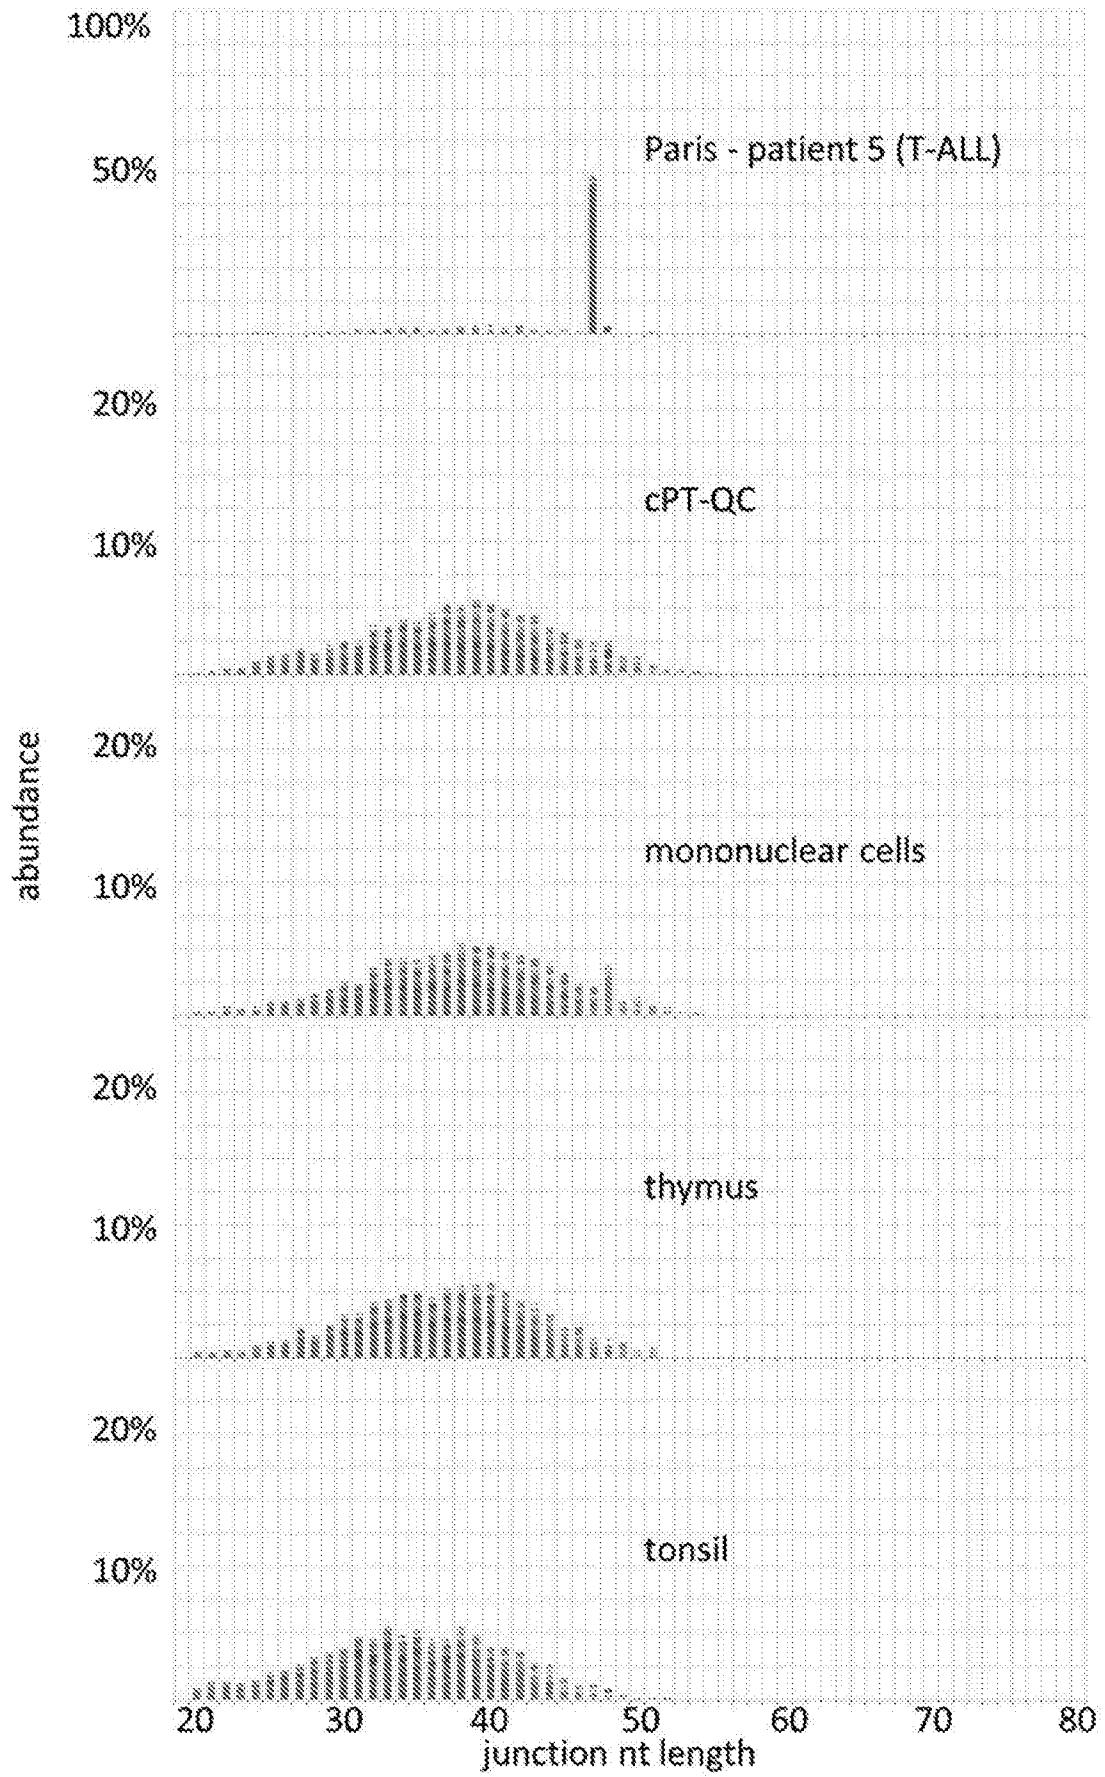 100%
Paris - patient 5 (T-ALL)
50%
20%
cPT-QC
10%
abundance
20%
mononuclear cells
10%
20%
thymus
10%
20%
tonsil
10%
20 30 40 50 60 70 80
junction nt length